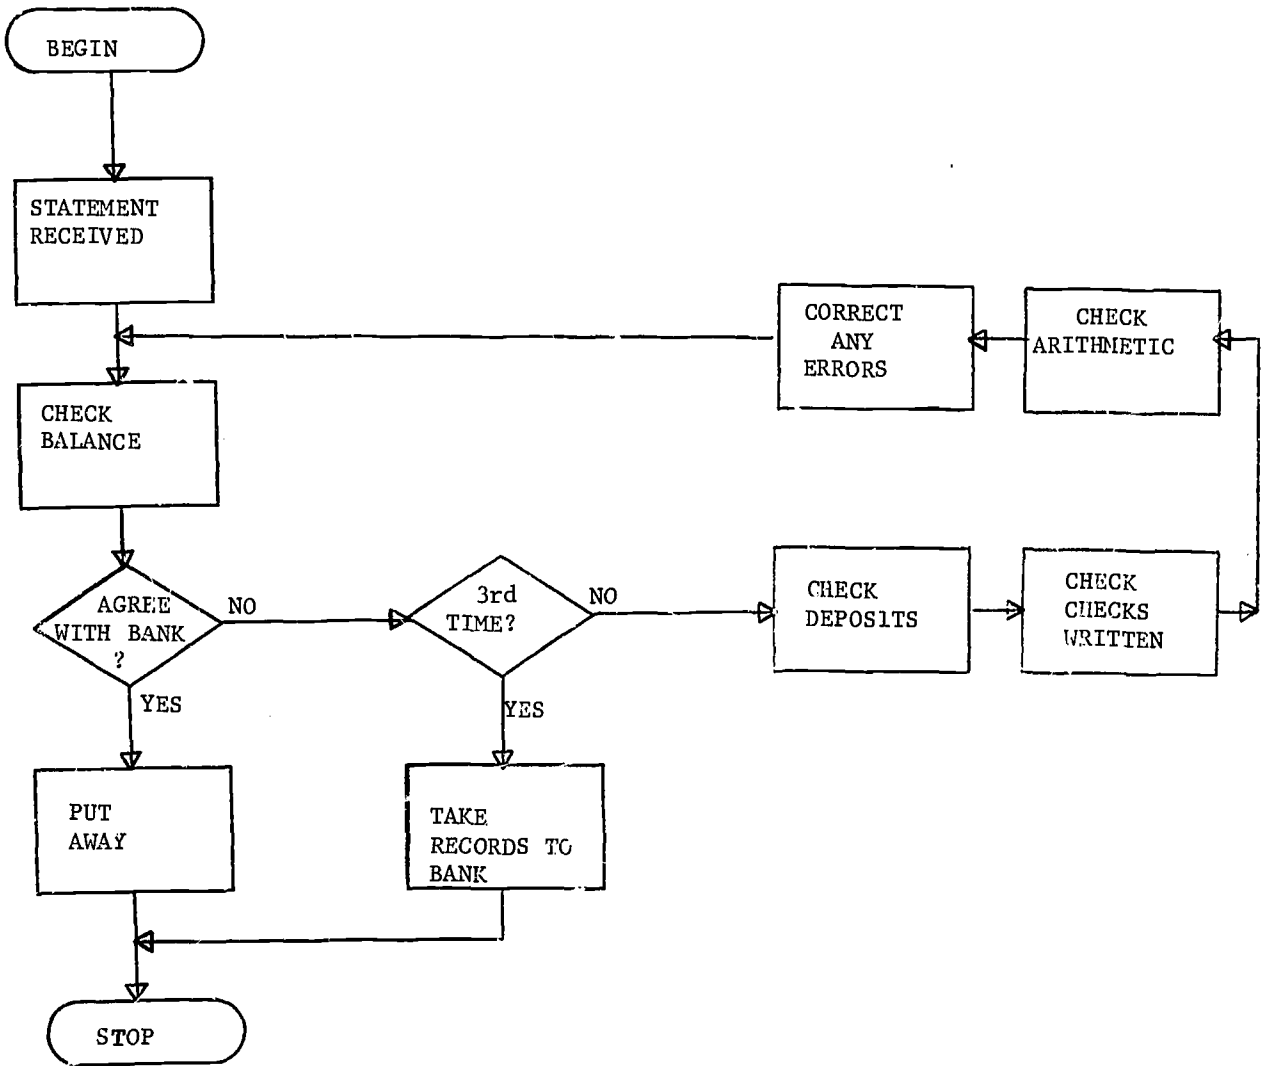 BEGIN
STATEMENT
RECEIVED
CORRECT
ANY
ERRORS
CHECK
ARITHMETIC
CHECK
BALANCE
AGREE
WITH BANK
?
NO
3rd
TIME?
NO
CHECK
DEPOSITS
CHECK
CHECKS
WRITTEN
YES
YES
PUT
AWAY
TAKE
RECORDS TO
BANK
STOP